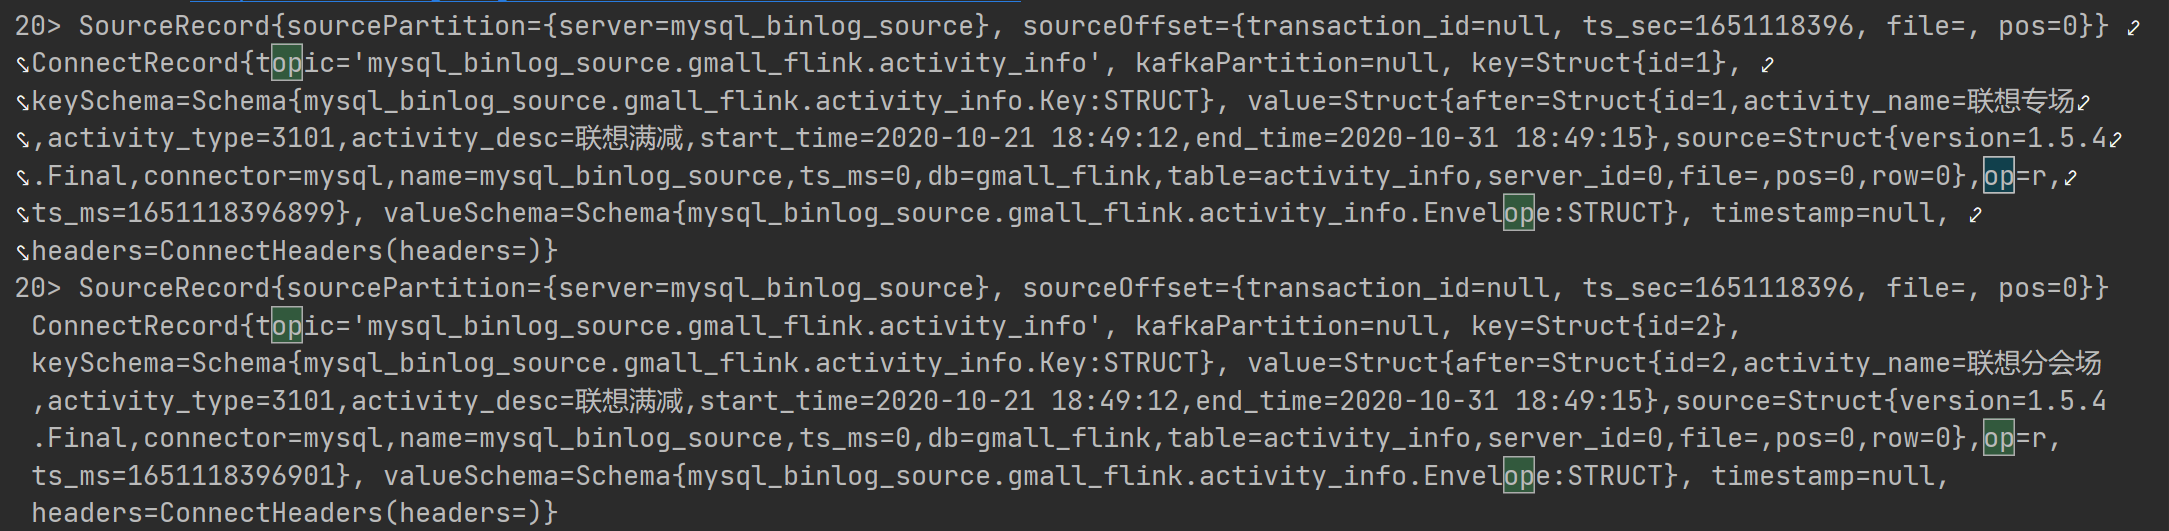 20> SourceRecord{sourcePartition={server=mysql_binlog_source}, sourceOffset={transaction_id=null, ts_sec=1651118396, file=, pos=0}}
ConnectRecord{topic='mysql_binlog_source.gmall_flink.activity_info', kafkaPartition=null, key=Struct{id=1},
keySchema=Schema{mysql_binlog_source.gmall_flink.activity_info.Key:STRUCT}, value=Struct{after=Struct{id=1,activity_name=联想专场
,activity_type=3101,activity_desc=联想满减,start_time=2020-10-21 18:49:12,end_time=2020-10-31 18:49:15},source=Struct{version=1.5.4
.Final,connector=mysql,name=mysql_binlog_source,ts_ms=0,db=gmall_flink,table=activity_info,server_id=0,file=,pos=0,row=0},op=r,
ts_ms=1651118396899}, valueSchema=Schema{mysql_binlog_source.gmall_flink.activity_info.Envelope:STRUCT}, timestamp=null,
headers=ConnectHeaders(headers=)}
20> SourceRecord{sourcePartition={server=mysql_binlog_source}, sourceOffset={transaction_id=null, ts_sec=1651118396, file=, pos=0}}
ConnectRecord{topic='mysql_binlog_source.gmall_flink.activity_info', kafkaPartition=null, key=Struct{id=2},
keySchema=Schema{mysql_binlog_source.gmall_flink.activity_info.Key:STRUCT}, value=Struct{after=Struct{id=2,activity_name=联想分会场
,activity_type=3101,activity_desc=联想满减,start_time=2020-10-21 18:49:12,end_time=2020-10-31 18:49:15},source=Struct{version=1.5.4
.Final,connector=mysql,name=mysql_binlog_source,ts_ms=0,db=gmall_flink,table=activity_info,server_id=0,file=,pos=0,row=0},op=r,
ts_ms=1651118396901}, valueSchema=Schema{mysql_binlog_source.gmall_flink.activity_info.Envelope:STRUCT}, timestamp=null,
headers=ConnectHeaders(headers=)}